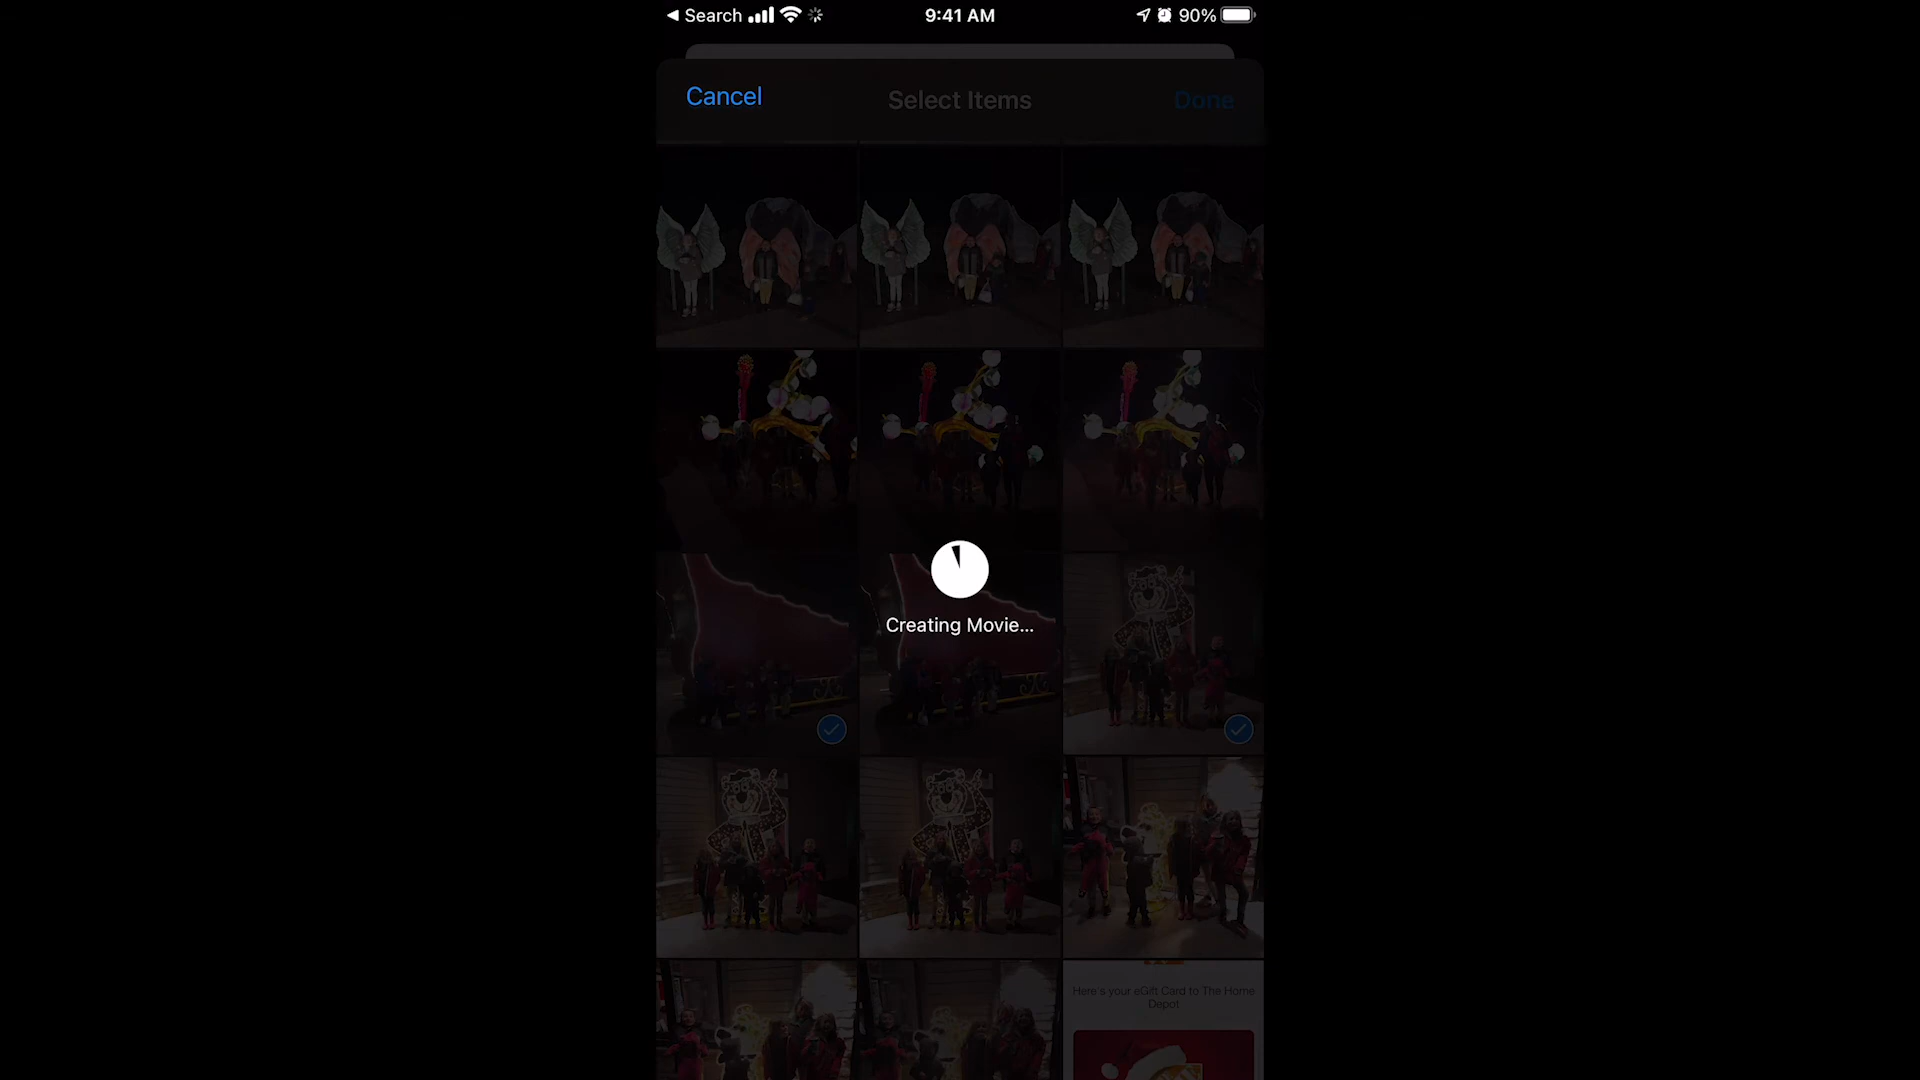 Search
9:41 AM
90%
Cancel
Select Items
Done
Creating Movie...
Here's your eGift Card to The Home
Depot